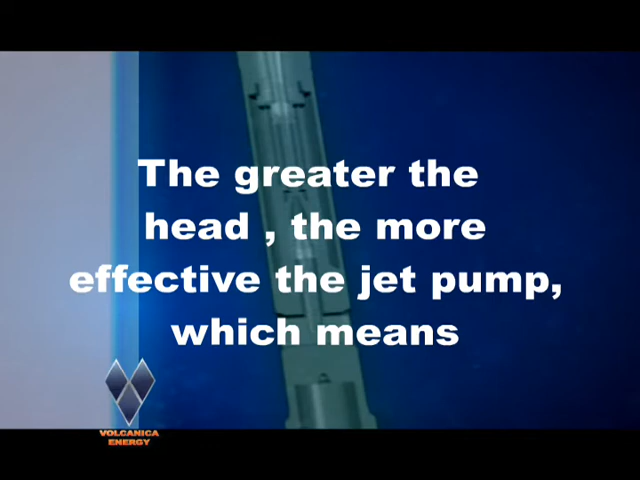 The greater the
head , the more
effective the jet pump,
which means
VOLCANICA
ENERGY